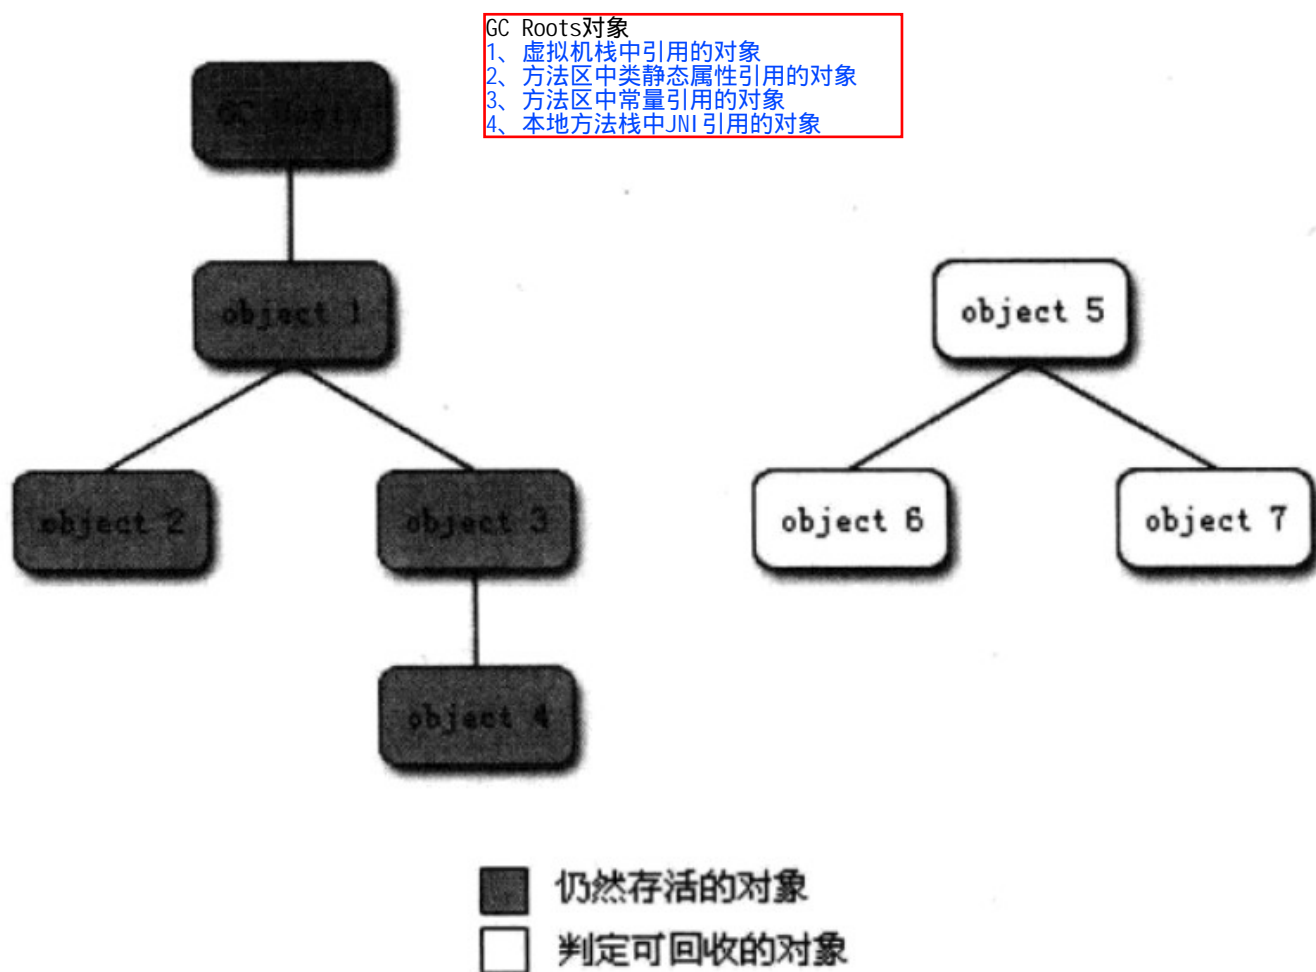 GC Roots对象
1、虚拟机栈中引用的对象
2、方法区中类静态属性引用的对象
3、方法区中常量引用的对象
4、本地方法栈中JNI引用的对象
GC Roots
object 1
object 5
object 2
object 3
object 6
object 7
object 4
仍然存活的对象
判定可回收的对象